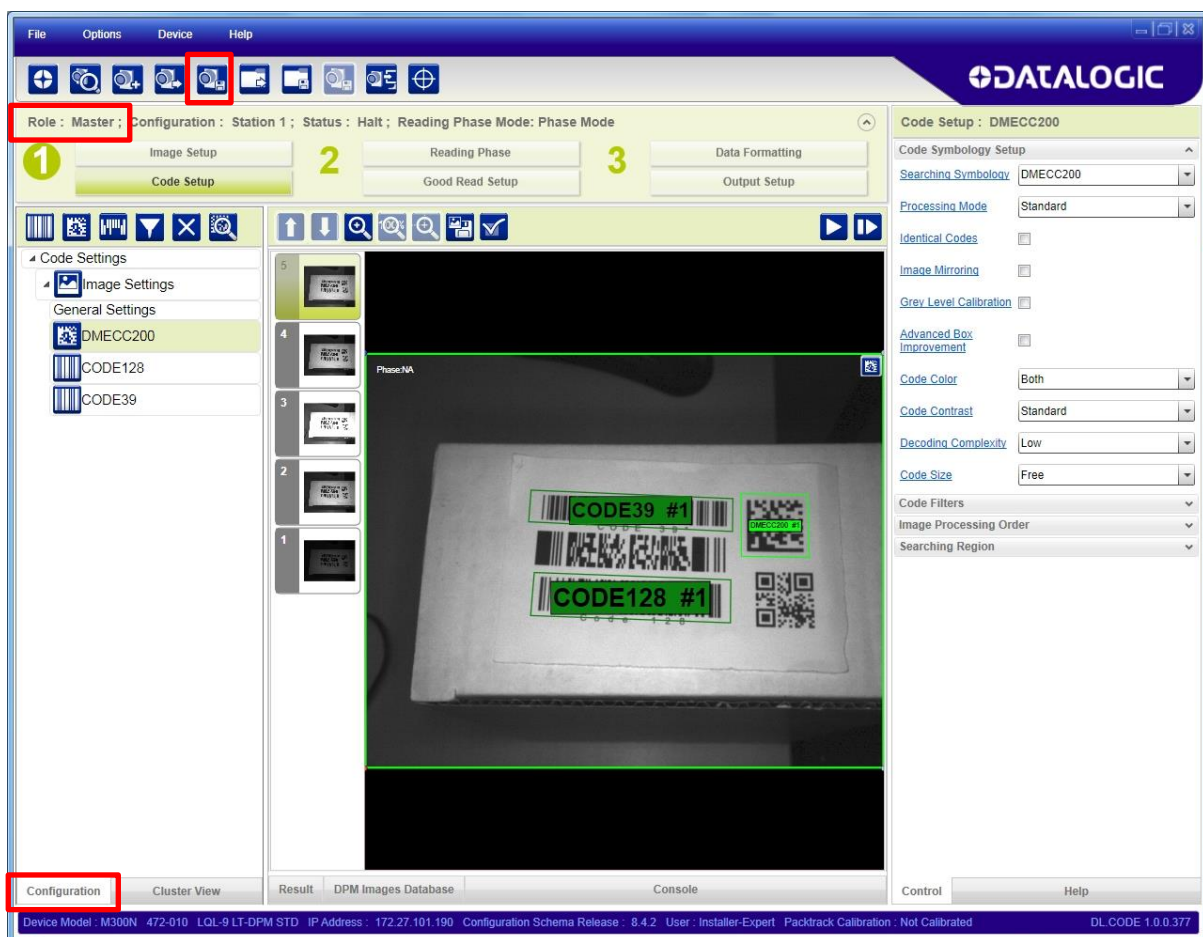 File Options Device Help
DATALOGIC
Role : Master ; Configuration : Station 1 ; Status : Halt ; Reading Phase Mode: Phase Mode
1 Image Setup 2 Reading Phase 3 Data Formatting
Code Setup Good Read Setup Output Setup
Code Setup : DMECC200
Code Symbology Setup
Searching Symbology DMECC200
Processing Mode Standard
Identical Codes
Image Mirroring
Grey Level Calibration
Advanced Box
Improvement
Code Color Both
Code Contrast Standard
Decoding Complexity Low
Code Size Free
Code Filters
Image Processing Order
Searching Region
Code Settings
Image Settings
General Settings
DMECC200
CODE128
CODE39
5
4
3
2
1
Phase:NA
CODE39 #1
DMECC200 #1
CODE 39
CODE128 #1
Code 128
Configuration Cluster View
Result DPM Images Database Console
Control Help
Device Model : M300N 472-010 LQL-9 LT-DPM STD IP Address : 172.27.101.190 Configuration Schema Release : 8.4.2 User : Installer-Expert Packtrack Calibration : Not Calibrated DL.CODE 1.0.0.377